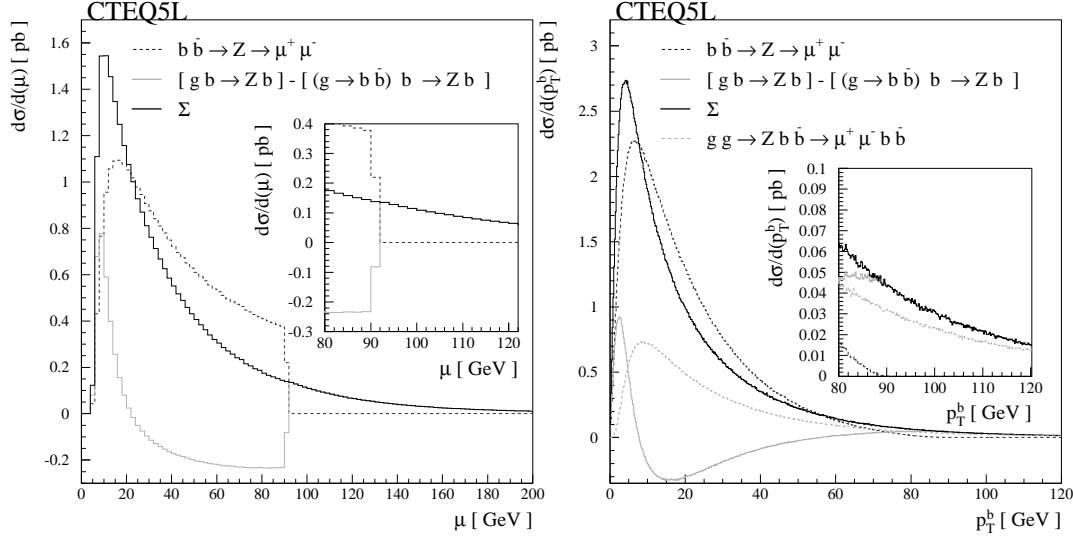 CTEQ5L
dσ/d(μ) [ pb ]
b b̄ → Z → μ⁺ μ⁻
[ g b → Z b ] - [ (g → b b̄) b → Z b ]
Σ
1.6
1.4
1.2
1
0.8
0.6
0.4
0.2
0
-0.2
0 20 40 60 80 100 120 140 160 180 200
μ [ GeV ]
dσ/d(μ) [ pb ]
0.4
0.3
0.2
0.1
0
-0.1
-0.2
-0.3
80 90 100 110 120
μ [ GeV ]
CTEQ5L
dσ/d(p_T^b) [ pb ]
b b̄ → Z → μ⁺ μ⁻
[ g b → Z b ] - [ (g → b b̄) b → Z b ]
Σ
g g → Z b b̄ → μ⁺ μ⁻ b b̄
3
2.5
2
1.5
1
0.5
0
0 20 40 60 80 100 120
p_T^b [ GeV ]
dσ/d(p_T^b) [ pb ]
0.1
0.09
0.08
0.07
0.06
0.05
0.04
0.03
0.02
0.01
0
80 90 100 110 120
p_T^b [ GeV ]